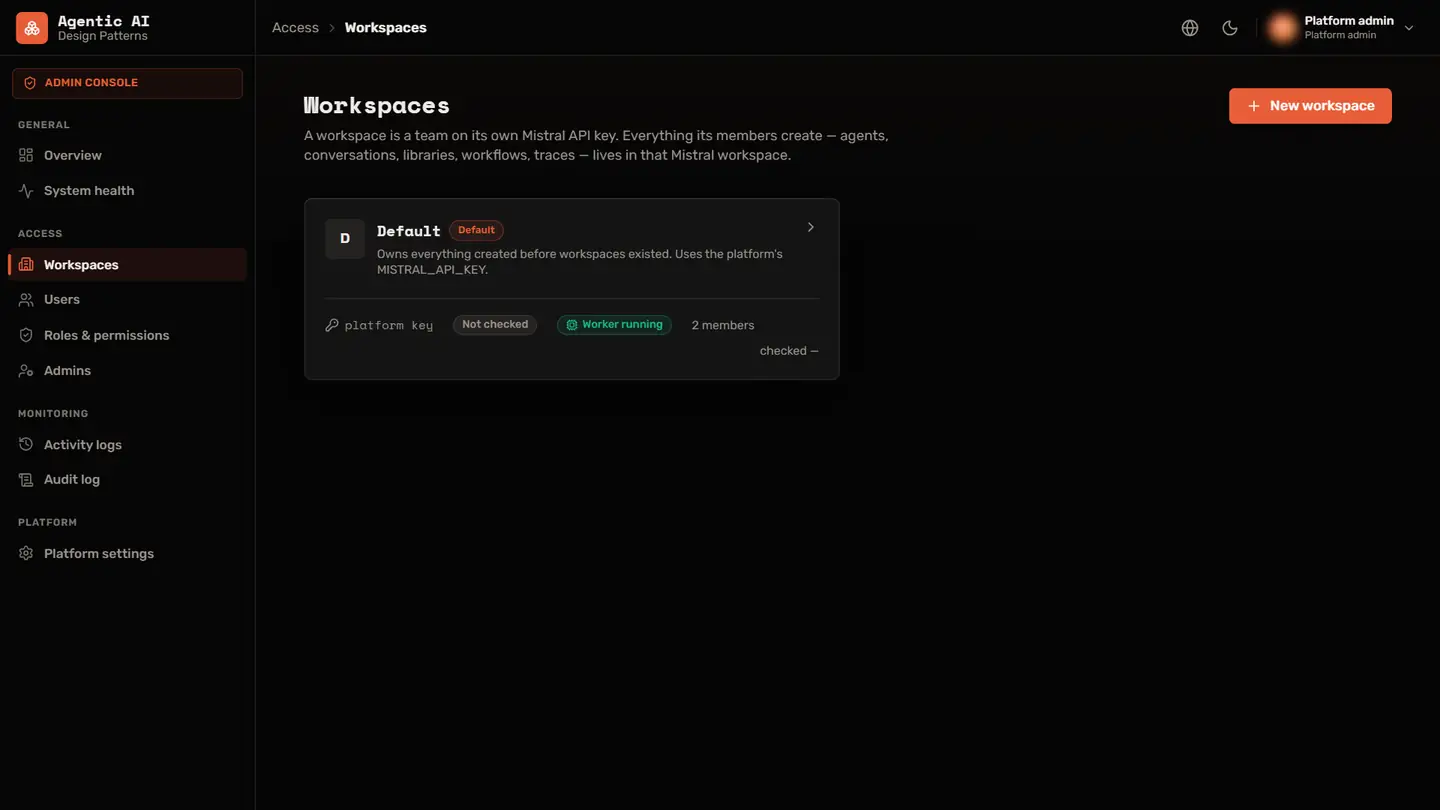 Agentic AI
Design Patterns
ADMIN CONSOLE
GENERAL
Overview
System health
ACCESS
Workspaces
Users
Roles & permissions
Admins
MONITORING
Activity logs
Audit log
PLATFORM
Platform settings
Access > Workspaces
Platform admin
Platform admin
Workspaces
A workspace is a team on its own Mistral API key. Everything its members create — agents,
conversations, libraries, workflows, traces — lives in that Mistral workspace.
+ New workspace
D
Default Default
Owns everything created before workspaces existed. Uses the platform's
MISTRAL_API_KEY.
platform key Not checked Worker running 2 members
checked —